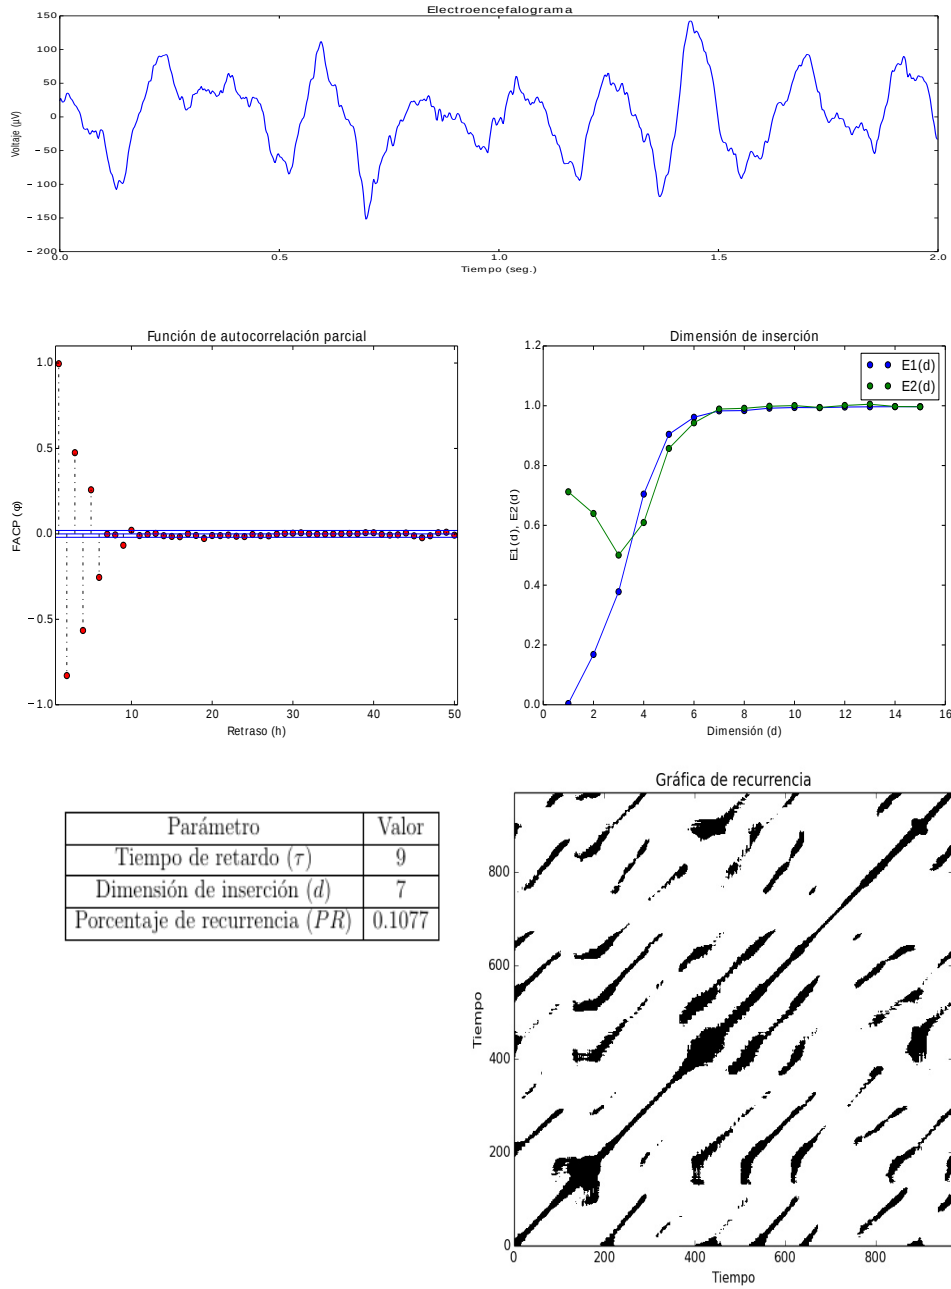 Electroencefalograma
150
100
50
0
−50
−100
−150
−200
Voltaje (µV)
0.0 0.5 1.0 1.5 2.0
Tiempo (seg.)
Función de autocorrelación parcial
1.0
0.5
0.0
−0.5
−1.0
FACP (φ)
10 20 30 40 50
Retraso (h)
Dimensión de inserción
E1(d)
E2(d)
1.2
1.0
0.8
0.6
0.4
0.2
0.0
E1(d), E2(d)
0 2 4 6 8 10 12 14 16
Dimensión (d)
Parámetro Valor
Tiempo de retardo (τ) 9
Dimensión de inserción (d) 7
Porcentaje de recurrencia (PR) 0.1077
Gráfica de recurrencia
800
600
400
200
0
Tiempo
0 200 400 600 800
Tiempo